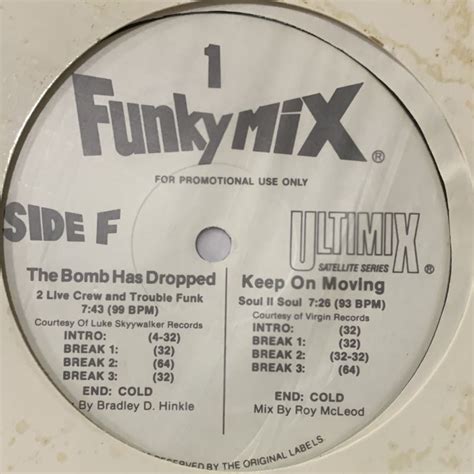 1
FunkymiX®
FOR PROMOTIONAL USE ONLY
SIDE F
ULTIMIX®
SATELLITE SERIES
The Bomb Has Dropped
2 Live Crew and Trouble Funk
7:43 (99 BPM)
Courtesy Of Luke Skyywalker Records
INTRO: (4-32)
BREAK 1: (32)
BREAK 2: (64)
BREAK 3: (32)
END: COLD
By Bradley D. Hinkle
Keep On Moving
Soul II Soul 7:26 (93 BPM)
Courtesy of Virgin Records
INTRO: (32)
BREAK 1: (32)
BREAK 2: (32-32)
BREAK 3: (64)
END: COLD
Mix By Roy McLeod
RESERVED BY THE ORIGINAL LABELS